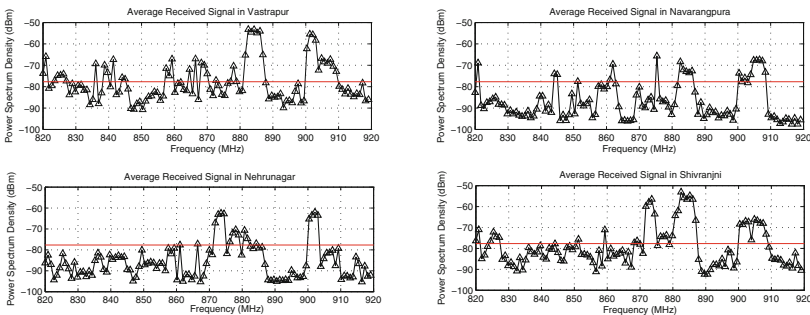 Average Received Signal in Vastrapur
Power Spectrum Density (dBm)
−50
−60
−70
−80
−90
−100
820 830 840 850 860 870 880 890 900 910 920
Frequency (MHz)
Average Received Signal in Navarangpura
Power Spectrum Density (dBm)
−50
−60
−70
−80
−90
−100
820 830 840 850 860 870 880 890 900 910 920
Frequency (MHz)
Average Received Signal in Nehrunagar
Power Spectrum Density (dBm)
−50
−60
−70
−80
−90
−100
820 830 840 850 860 870 880 890 900 910 920
Frequency (MHz)
Average Received Signal in Shivranjni
Power Spectrum Density (dBm)
−50
−60
−70
−80
−90
−100
820 830 840 850 860 870 880 890 900 910 920
Frequency (MHz)